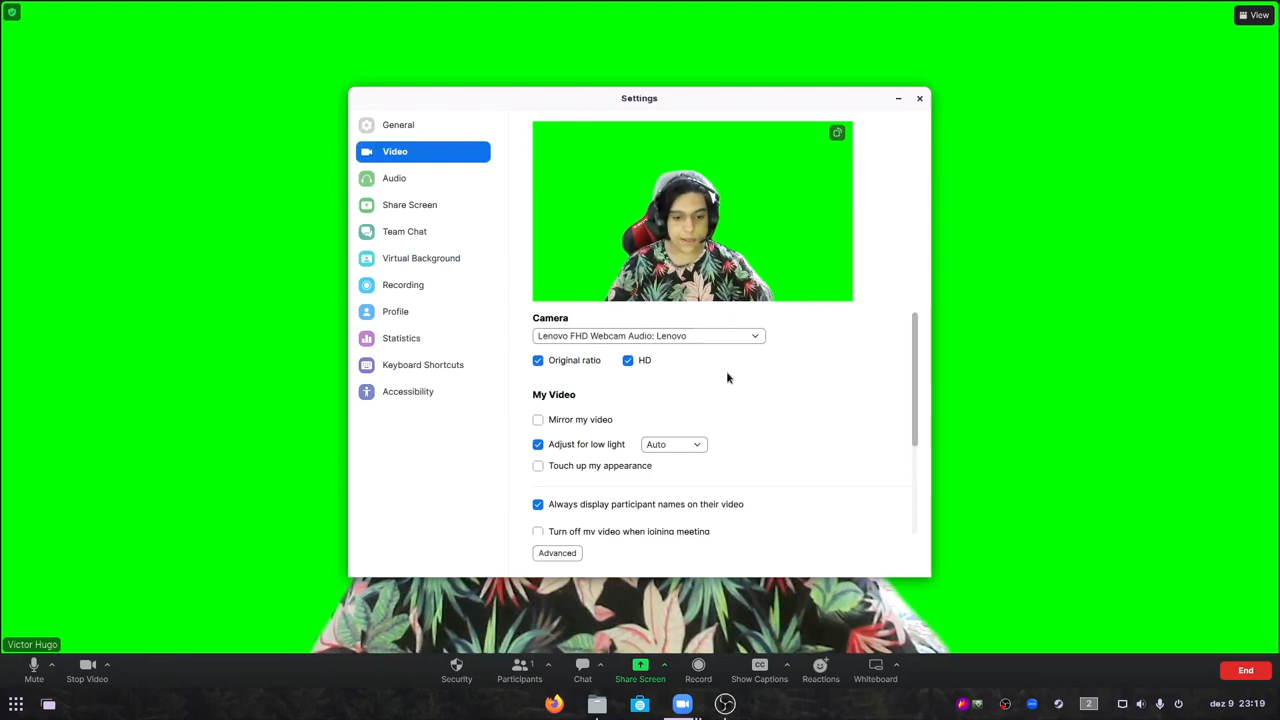 View
Settings
General
Video
Audio
Share Screen
Team Chat
Virtual Background
Recording
Profile
Statistics
Keyboard Shortcuts
Accessibility
Camera
Lenovo FHD Webcam Audio: Lenovo
Original ratio HD
My Video
Mirror my video
Adjust for low light Auto
Touch up my appearance
Always display participant names on their video
Turn off my video when joining meeting
Advanced
Victor Hugo
Mute Stop Video Security Participants 1 Chat Share Screen Record CC Show Captions Reactions Whiteboard End
2 dez 9 23:19